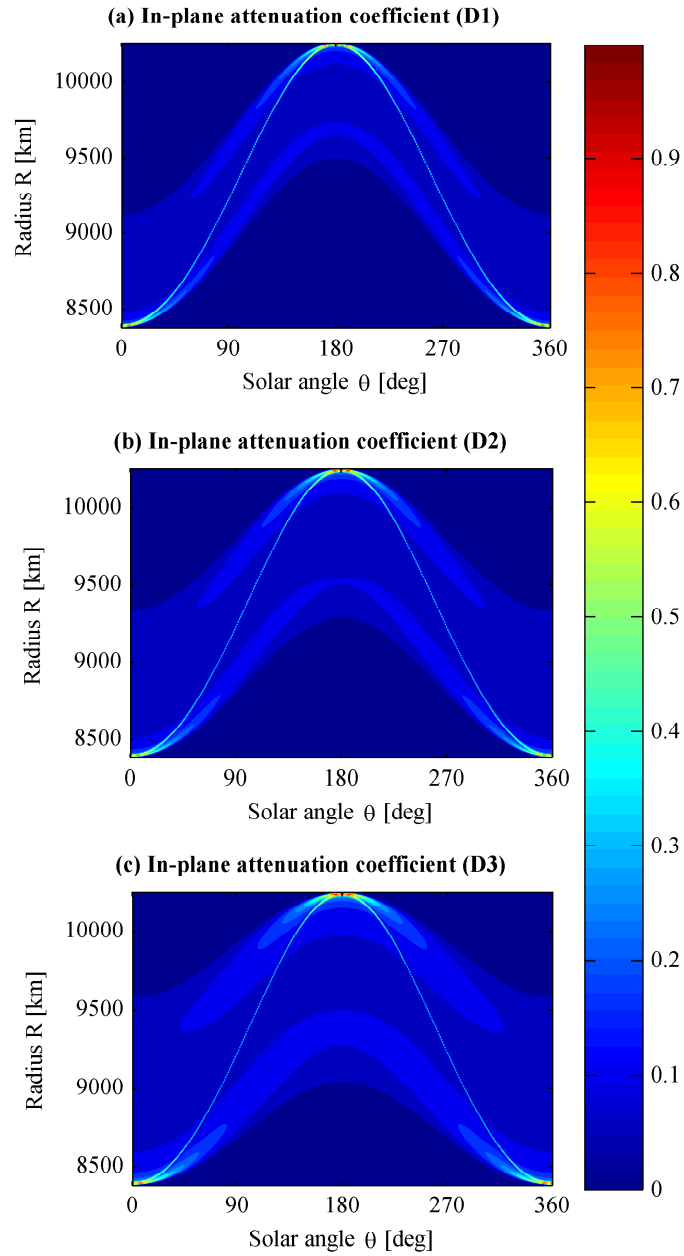 (a) In-plane attenuation coefficient (D1)
Radius R [km]
10000
9500
9000
8500
0 90 180 270 360
Solar angle θ [deg]
(b) In-plane attenuation coefficient (D2)
Radius R [km]
10000
9500
9000
8500
0 90 180 270 360
Solar angle θ [deg]
(c) In-plane attenuation coefficient (D3)
Radius R [km]
10000
9500
9000
8500
0 90 180 270 360
Solar angle θ [deg]
0.9
0.8
0.7
0.6
0.5
0.4
0.3
0.2
0.1
0